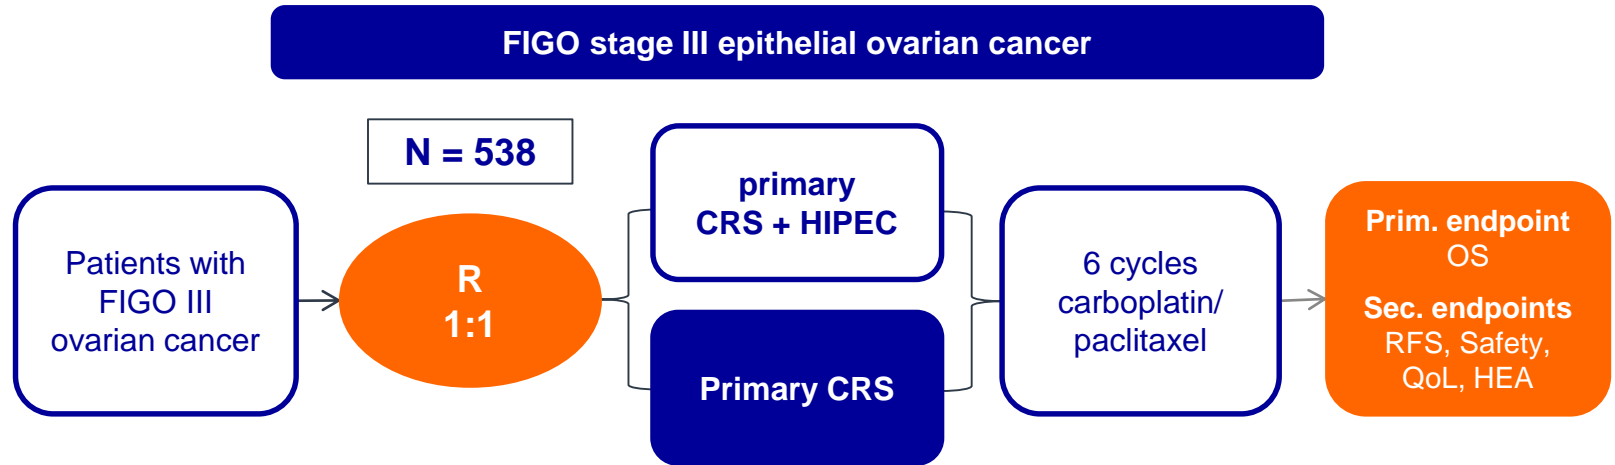 FIGO stage III epithelial ovarian cancer
N = 538
Patients with
FIGO III
ovarian cancer
R
1:1
primary
CRS + HIPEC
Primary CRS
6 cycles
carboplatin/
paclitaxel
Prim. endpoint
OS
Sec. endpoints
RFS, Safety,
QoL, HEA